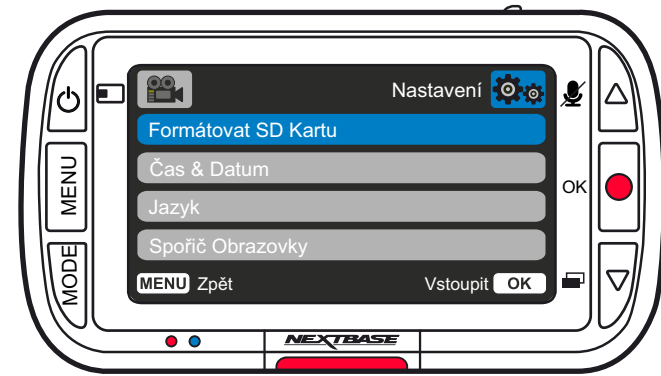 Nastavení
Formátovat SD Kartu
Čas & Datum
Jazyk
Spořič Obrazovky
MENU Zpět
Vstoupit OK
MENU
MODE
OK
NEXTBASE